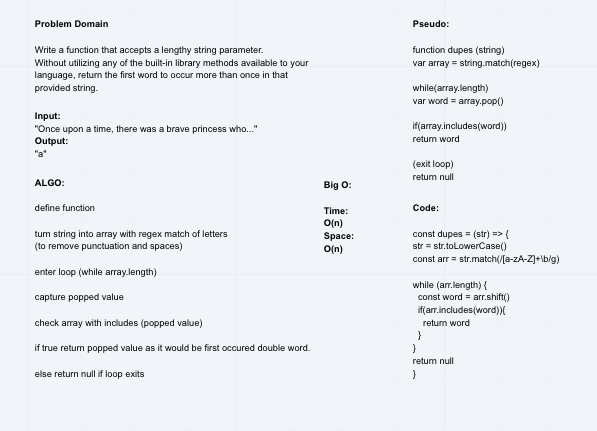 Problem Domain
Write a function that accepts a lengthy string parameter.
Without utilizing any of the built-in library methods available to your
language, return the first word to occur more than once in that
provided string.
Input:
"Once upon a time, there was a brave princess who..."
Output:
"a"
ALGO:
define function
turn string into array with regex match of letters
(to remove punctuation and spaces)
enter loop (while array.length)
capture popped value
check array with includes (popped value)
if true return popped value as it would be first occured double word.
else return null if loop exits
Big O:
Time:
O(n)
Space:
O(n)
Pseudo:
function dupes (string)
var array = string.match(regex)
while(array.length)
var word = array.pop()
if(array.includes(word))
return word
(exit loop)
return null
Code:
const dupes = (str) => {
str = str.toLowerCase()
const arr = str.match(/[a-zA-Z]+\b/g)
while (arr.length) {
const word = arr.shift()
if(arr.includes(word)){
return word
}
}
return null
}